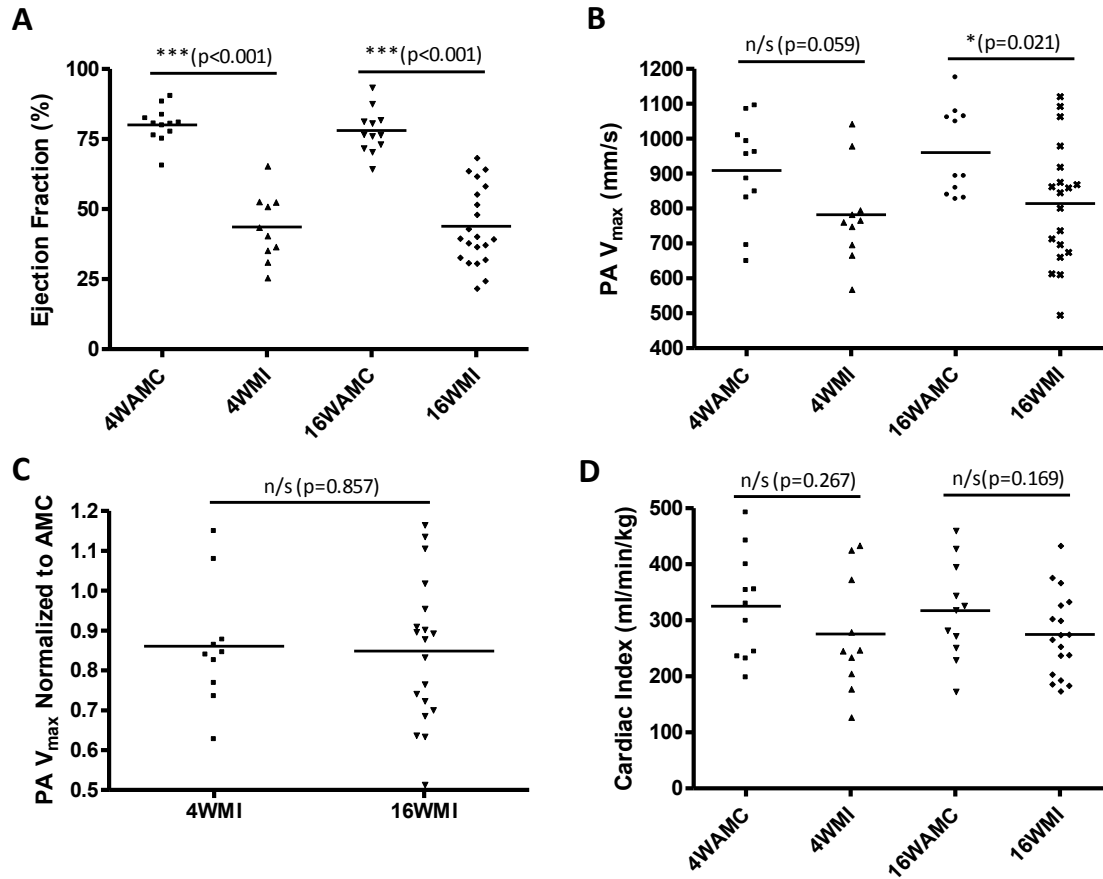 A
***(p<0.001)
***(p<0.001)
Ejection Fraction (%)
100
75
50
25
0
4WAMC
4WMI
16WAMC
16WMI
B
n/s (p=0.059)
*(p=0.021)
PA Vmax (mm/s)
1200
1100
1000
900
800
700
600
500
400
4WAMC
4WMI
16WAMC
16WMI
C
n/s (p=0.857)
PA Vmax Normalized to AMC
1.2
1.1
1.0
0.9
0.8
0.7
0.6
0.5
4WMI
16WMI
D
n/s (p=0.267)
n/s (p=0.169)
Cardiac Index (ml/min/kg)
500
400
300
200
100
0
4WAMC
4WMI
16WAMC
16WMI